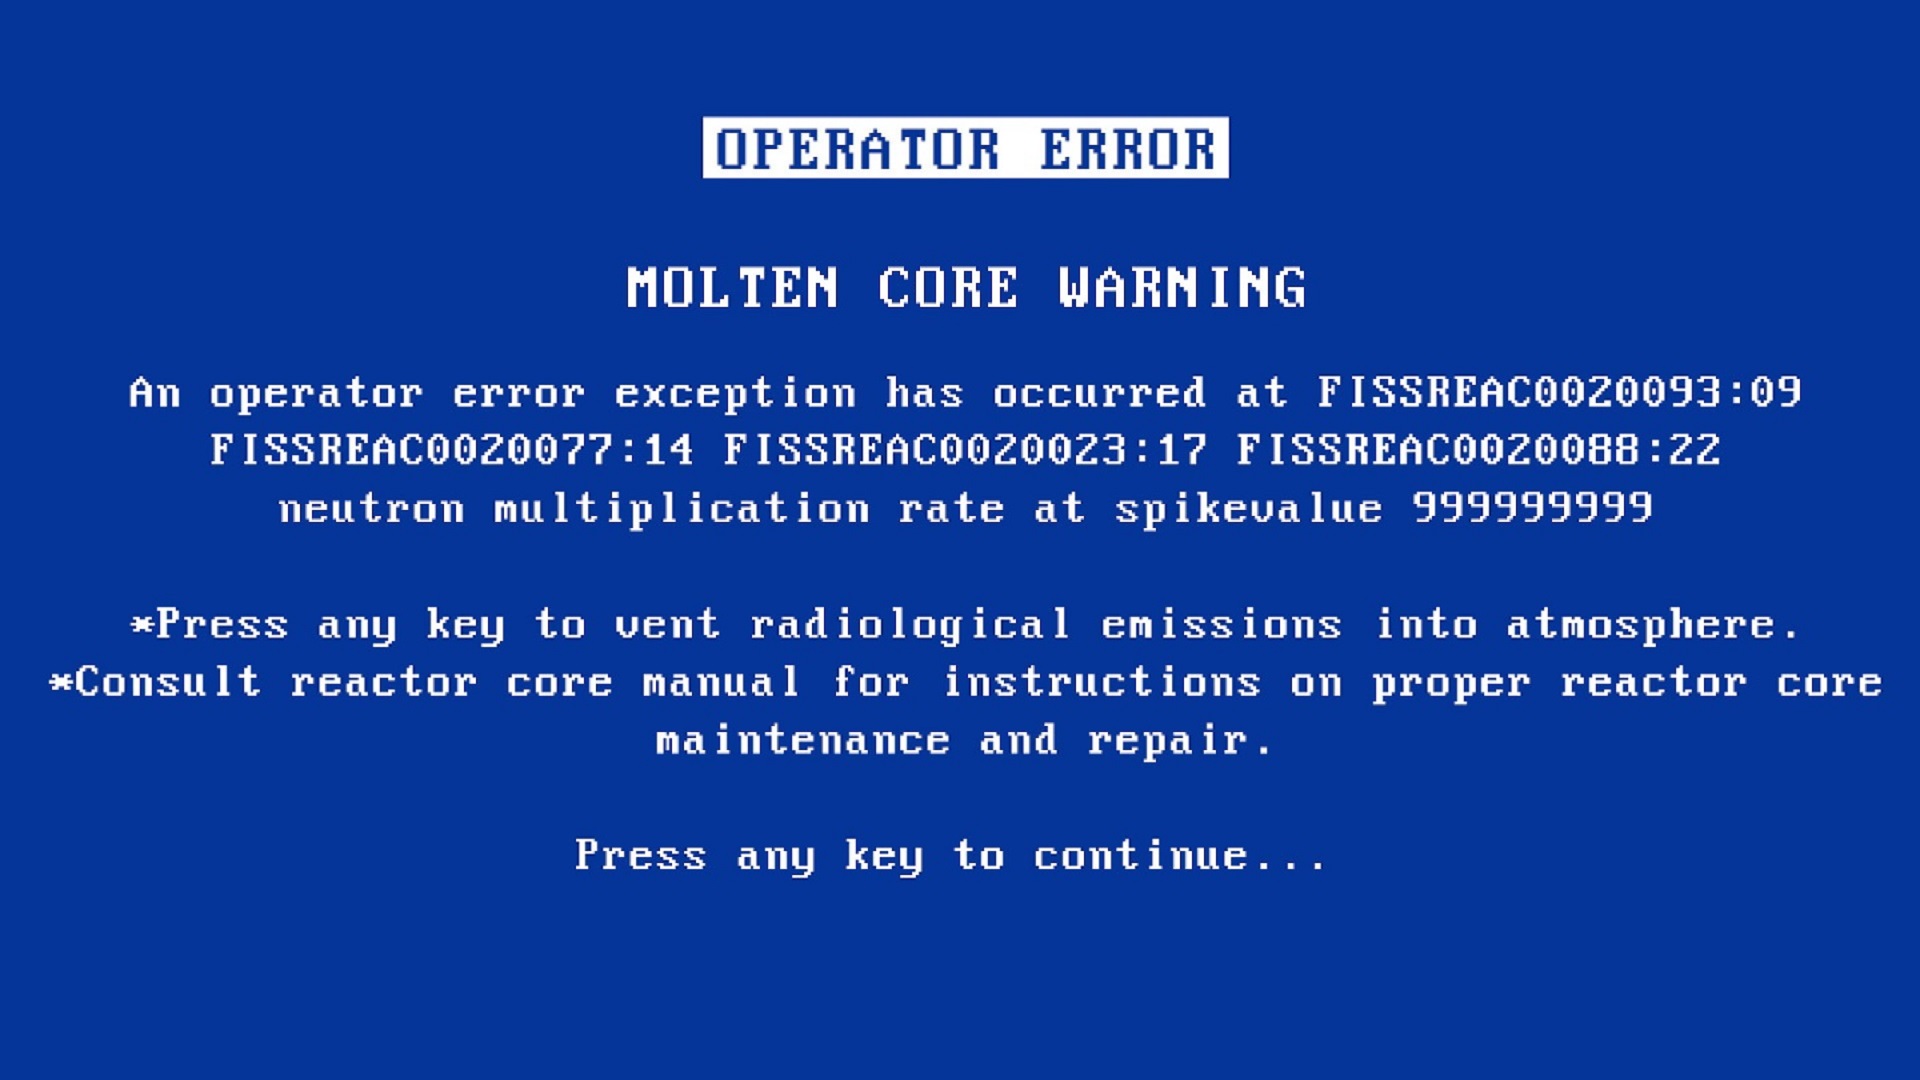 OPERATOR ERROR
MOLTEN CORE WARNING
An operator error exception has occurred at FISSREAC0020093:09
FISSREAC0020077:14 FISSREAC0020023:17 FISSREAC0020088:22
neutron multiplication rate at spikevalue 999999999
*Press any key to vent radiological emissions into atmosphere.
*Consult reactor core manual for instructions on proper reactor core
maintenance and repair.
Press any key to continue...